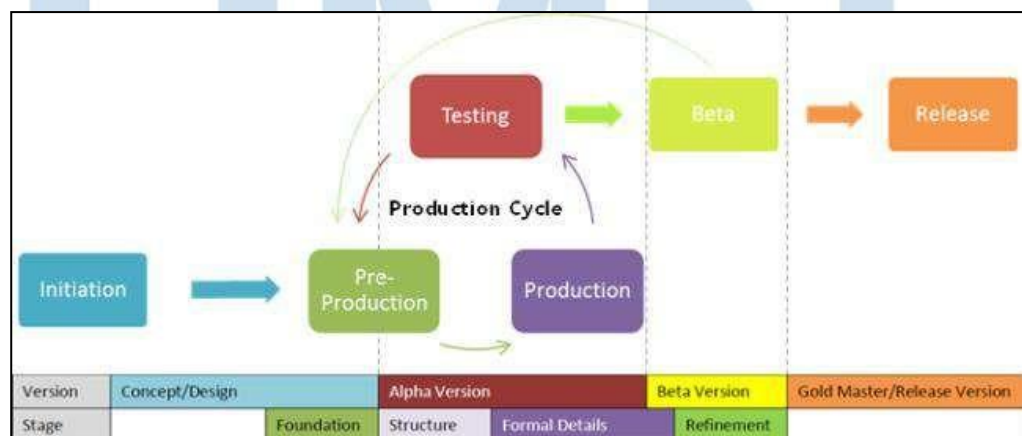 Testing
Beta
Release
Production Cycle
Initiation
Pre-
Production
Production
Version
Concept/Design
Alpha Version
Beta Version
Gold Master/Release Version
Stage
Foundation
Structure
Formal Details
Refinement